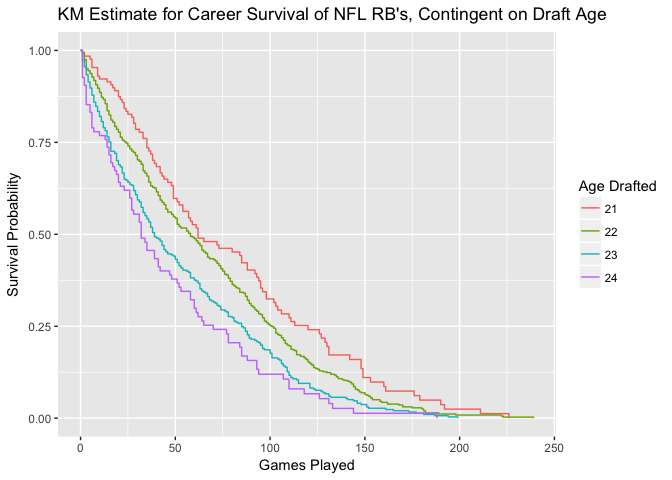 KM Estimate for Career Survival of NFL RB's, Contingent on Draft Age
1.00
0.75
0.50
0.25
0.00
Survival Probability
0 50 100 150 200 250
Games Played
Age Drafted
21
22
23
24